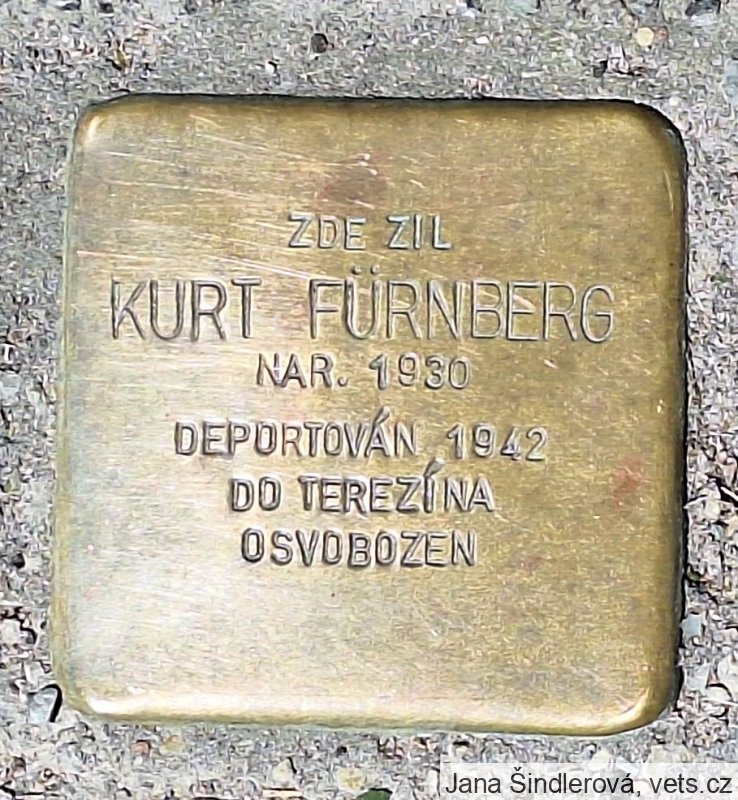 ZDE ZIL
KURT FÜRNBERG
NAR. 1930
DEPORTOVÁN 1942
DO TEREZÍNA
OSVOBOZEN
Jana Šindlerová, vets.cz